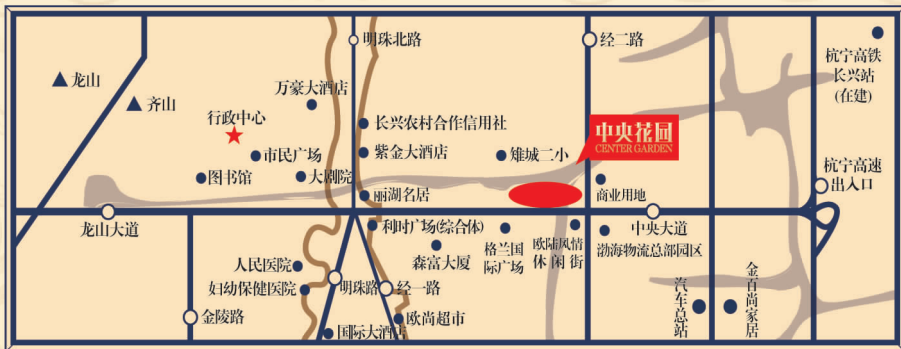 明珠北路
经二路
杭宁高铁
长兴站
(在建)
龙山
齐山
万豪大酒店
行政中心
长兴农村合作信用社
中央花园
CENTER GARDEN
市民广场
紫金大酒店
雉城二小
图书馆
大剧院
丽湖名居
商业用地
杭宁高速
出入口
龙山大道
利时广场(综合体)
森富大厦
格兰国
际广场
欧陆风情
休闲街
中央大道
渤海物流总部园区
人民医院
妇幼保健医院
明珠路
经一路
汽车总站
金百尚家居
金陵路
国际大酒店
欧尚超市